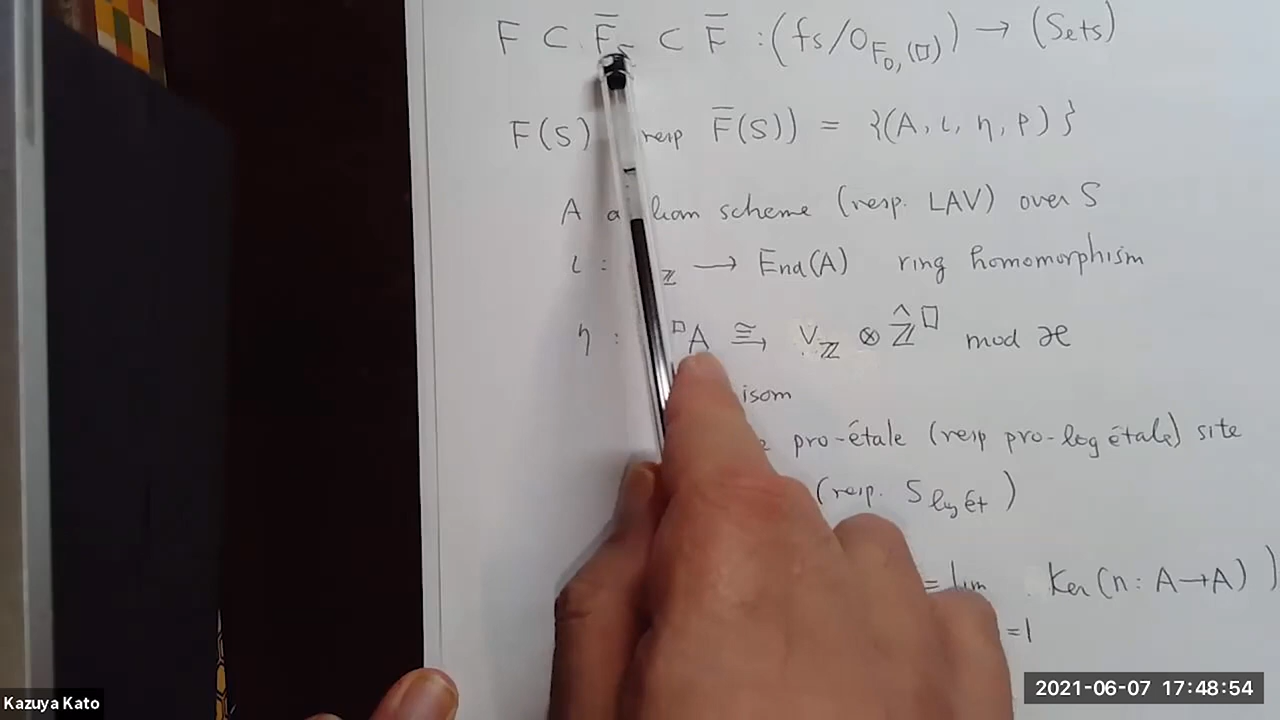 F ⊂ F̄ ⊂ F̄ : (fs/O_{F_0,(□)}) → (Sets)
F(S) resp F̄(S)) = {(A, ι, η, p)}
A scheme (resp. LAV) over S
ι : ℤ → End(A) ring homomorphism
η : A ≅→ V_ℤ ⊗ Ẑ^□ mod ϰ
isom
pro-étale (resp pro-log étale) site
(resp. S_{log ét})
= lim Ker(n: A→A))
=1
Kazuya Kato
2021-06-07 17:48:54